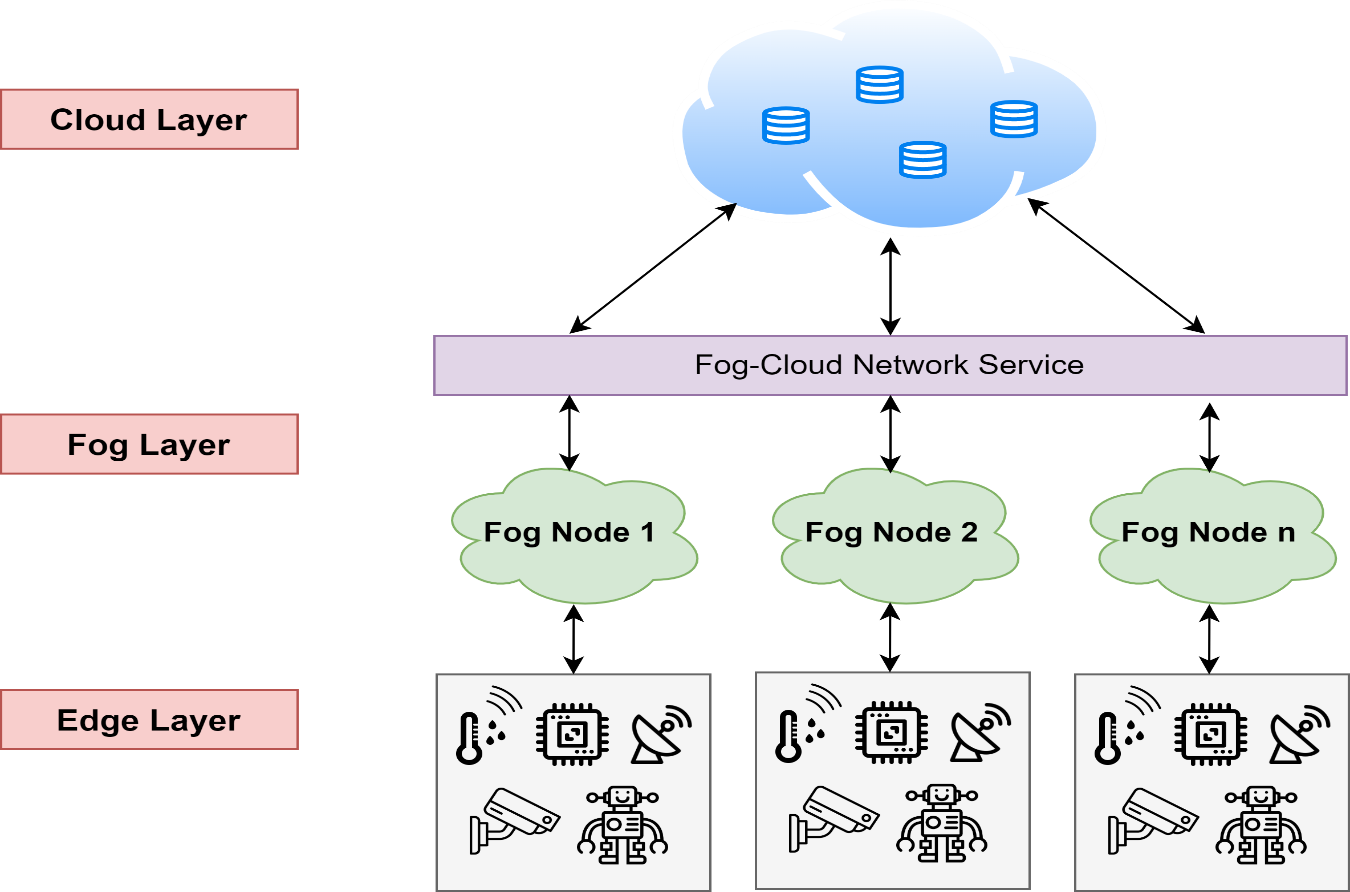 Cloud Layer
Fog-Cloud Network Service
Fog Layer
Fog Node 1
Fog Node 2
Fog Node n
Edge Layer